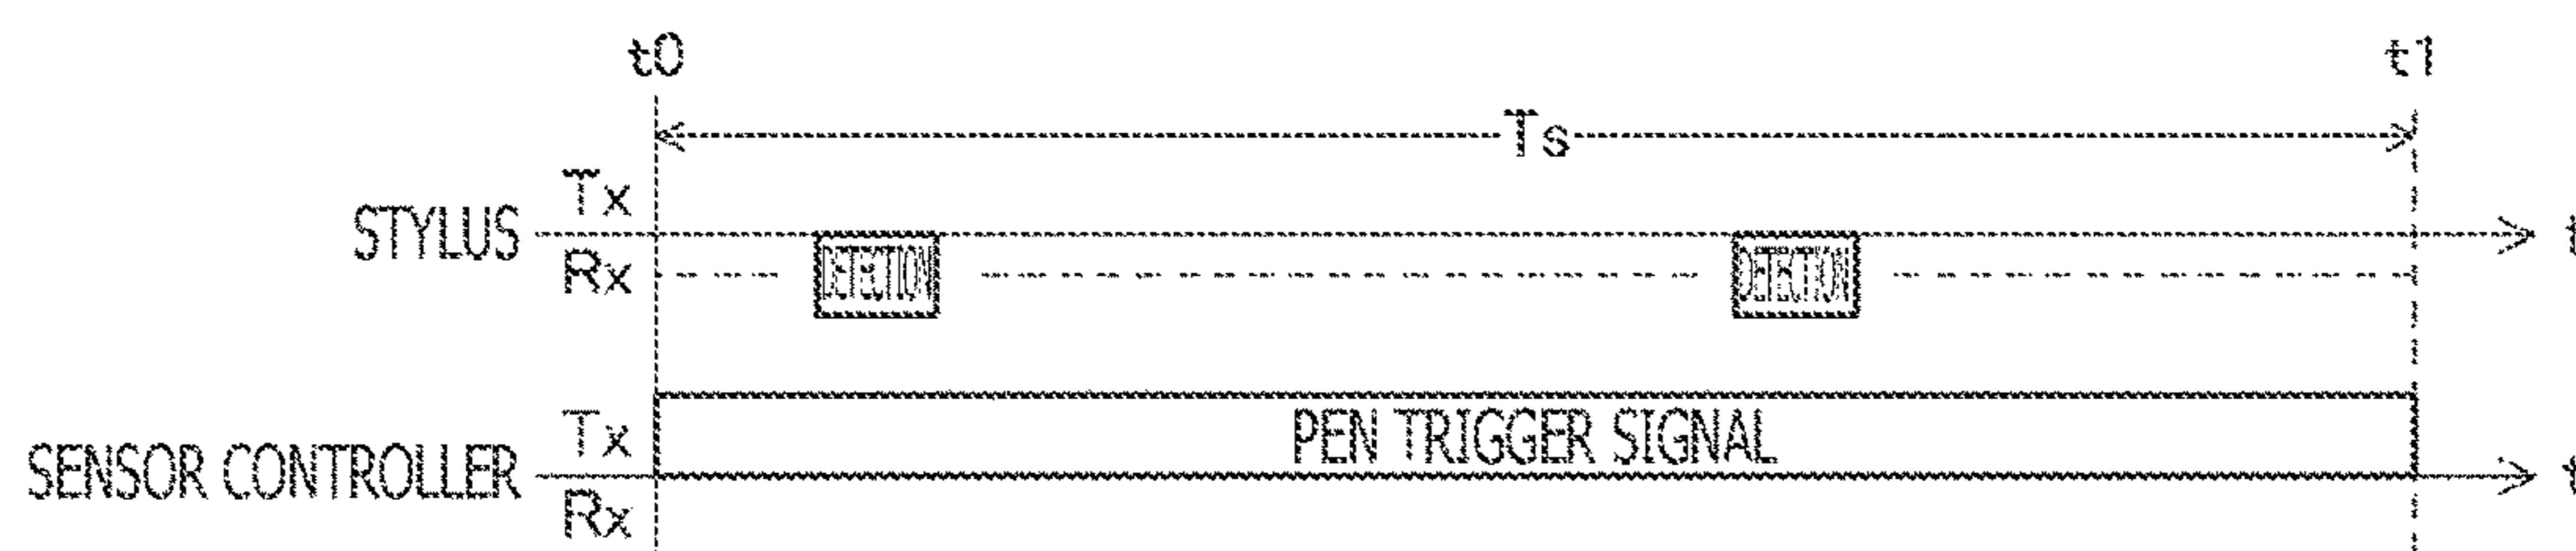 t0 t1
Ts
Tx
STYLUS t
Rx
DETECTION DETECTION
Tx
PEN TRIGGER SIGNAL
SENSOR CONTROLLER t
Rx